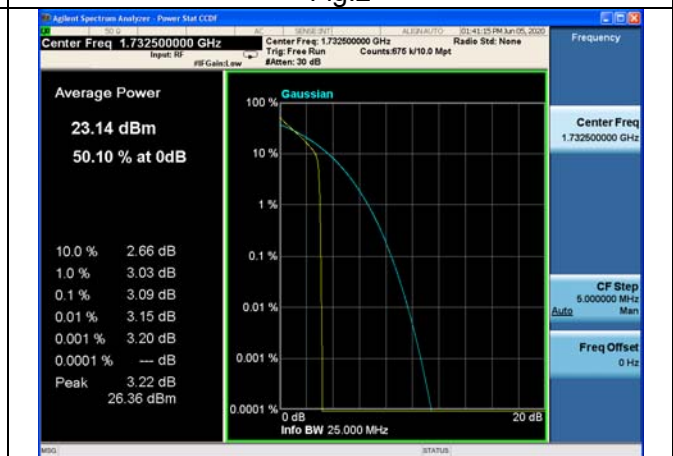 Agilent Spectrum Analyzer - Power Stat CCDF
50 Ω AC SENSE:INT ALIGN AUTO 01:41:15 PM Jun 05, 2020
Center Freq 1.732500000 GHz
Input: RF
#IFGain:Low
Center Freq: 1.732500000 GHz
Trig: Free Run Counts:675 k/10.0 Mpt
#Atten: 30 dB
Radio Std: None
Frequency
Average Power
23.14 dBm
50.10 % at 0dB
10.0 % 2.66 dB
1.0 % 3.03 dB
0.1 % 3.09 dB
0.01 % 3.15 dB
0.001 % 3.20 dB
0.0001 % --- dB
Peak 3.22 dB
26.36 dBm
Gaussian
100 %
10 %
1 %
0.1 %
0.01 %
0.001 %
0.0001 %
0 dB 20 dB
Info BW 25.000 MHz
Center Freq
1.732500000 GHz
CF Step
5.000000 MHz
Auto Man
Freq Offset
0 Hz
MSG STATUS